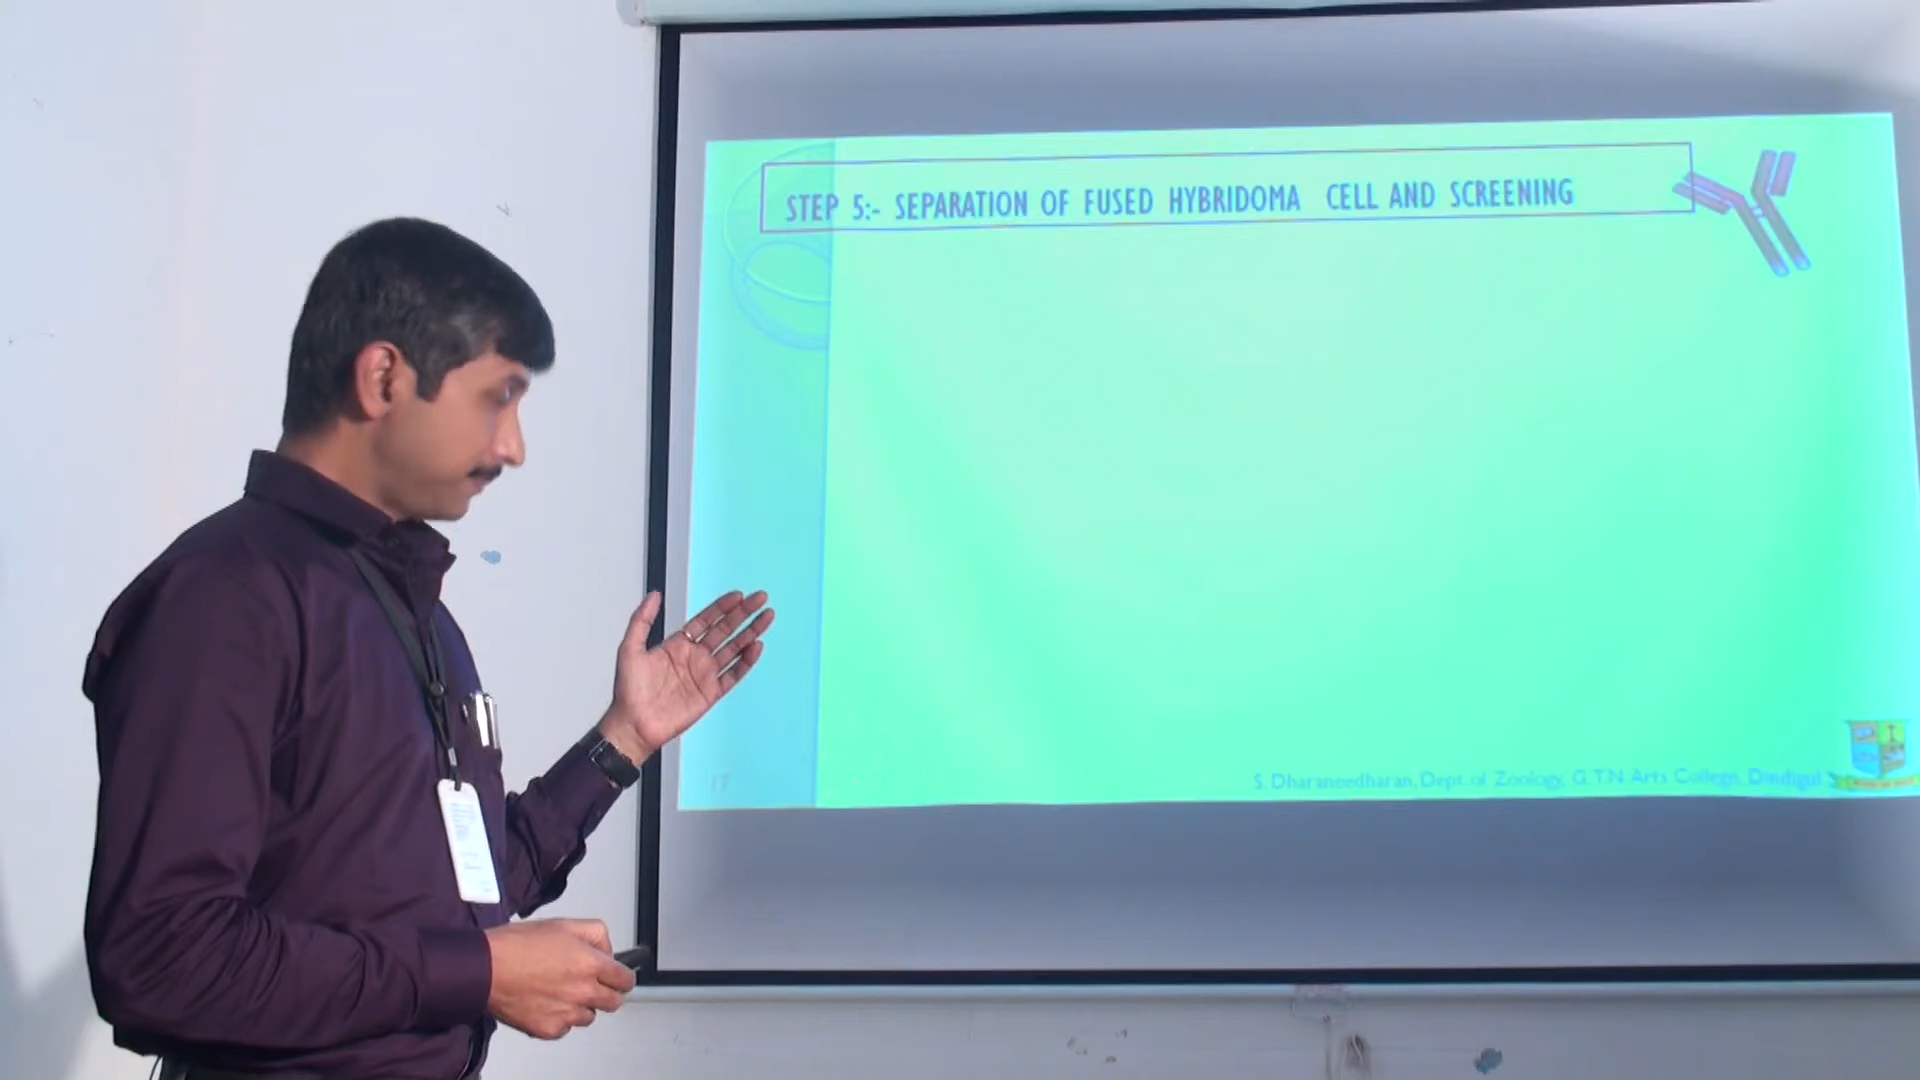 STEP 5:- SEPARATION OF FUSED HYBRIDOMA CELL AND SCREENING
17
S. Dharaneedharan, Dept. of Zoology, G.T.N. Arts College, Dindigul